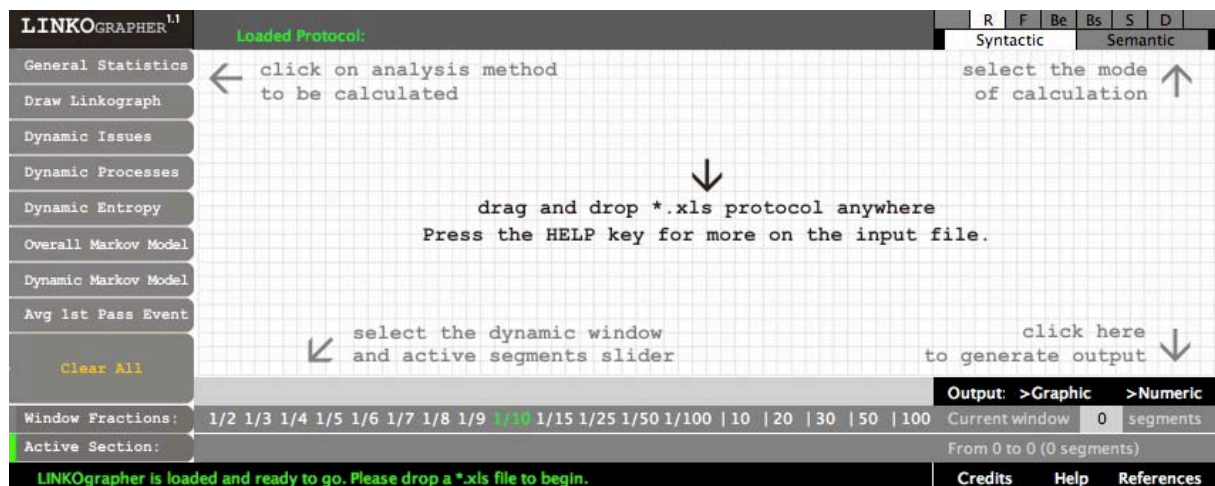 LINKOGRAPHER 1.1
Loaded Protocol:
R F Be Bs S D
Syntactic Semantic
General Statistics
Draw Linkograph
Dynamic Issues
Dynamic Processes
Dynamic Entropy
Overall Markov Model
Dynamic Markov Model
Avg 1st Pass Event
Clear All
click on analysis method
to be calculated
select the mode
of calculation
drag and drop *.xls protocol anywhere
Press the HELP key for more on the input file.
select the dynamic window
and active segments slider
click here
to generate output
Output: >Graphic >Numeric
Window Fractions: 1/2 1/3 1/4 1/5 1/6 1/7 1/8 1/9 1/10 1/15 1/25 1/50 1/100 |10 |20 |30 |50 |100 Current window 0 segments
Active Section: From 0 to 0 (0 segments)
LINKOgrapher is loaded and ready to go. Please drop a *.xls file to begin. Credits Help References